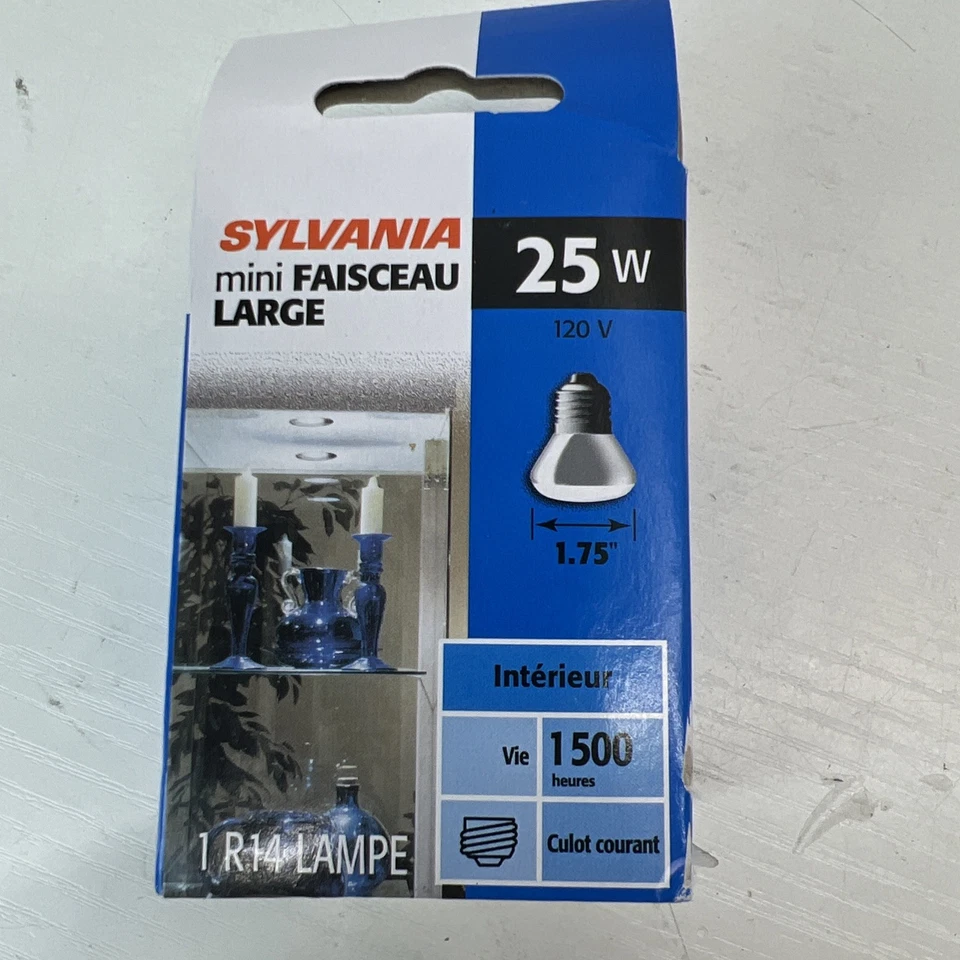 SYLVANIA
mini FAISCEAU
LARGE
25 W
120 V
1.75"
Intérieur
Vie
1500
heures
Culot courant
1 R14 LAMPE